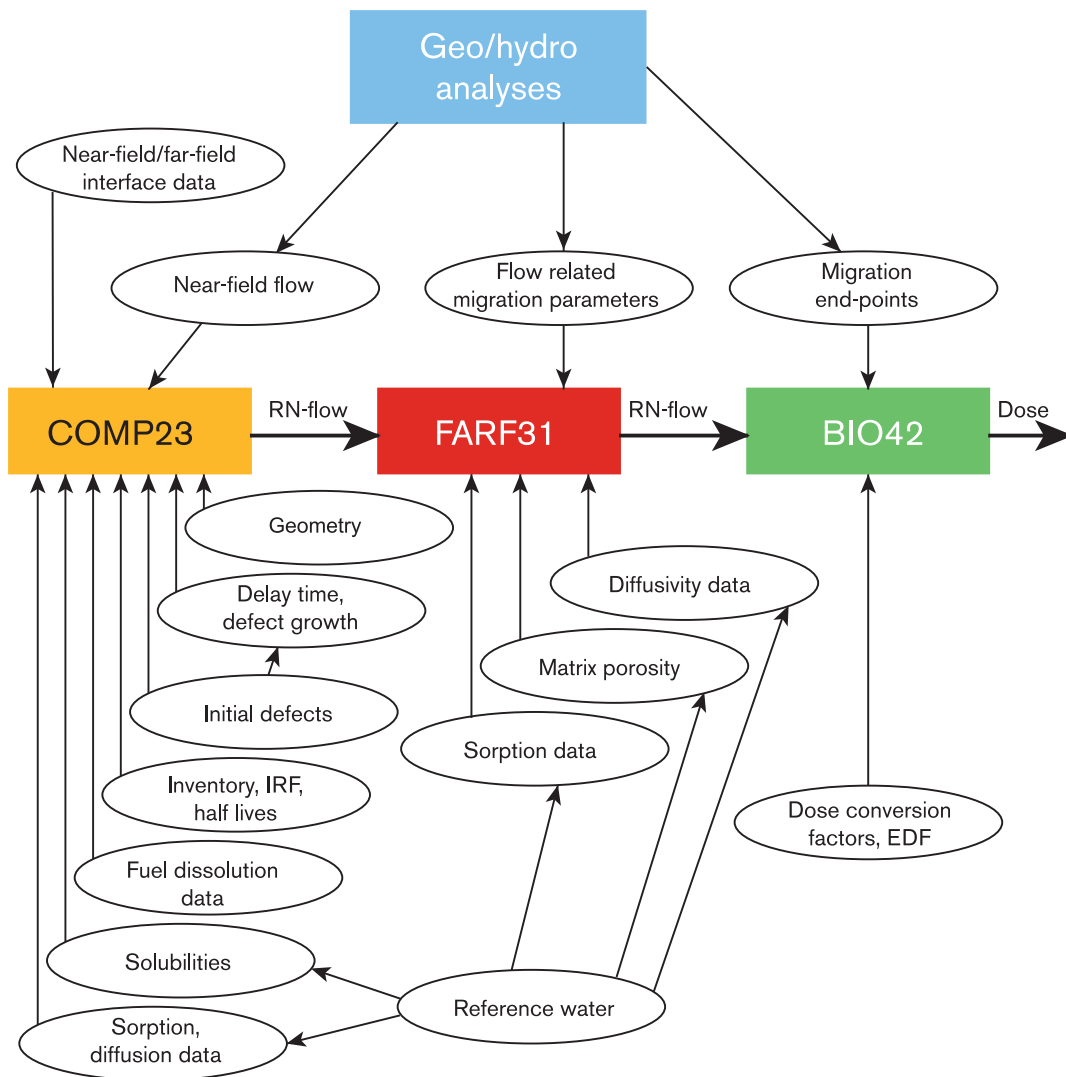 Geo/hydro
analyses
Near-field/far-field
interface data
Near-field flow
Flow related
migration parameters
Migration
end-points
COMP23
RN-flow
FARF31
RN-flow
BIO42
Dose
Geometry
Delay time,
defect growth
Initial defects
Inventory, IRF,
half lives
Fuel dissolution
data
Solubilities
Sorption,
diffusion data
Diffusivity data
Matrix porosity
Sorption data
Reference water
Dose conversion
factors, EDF